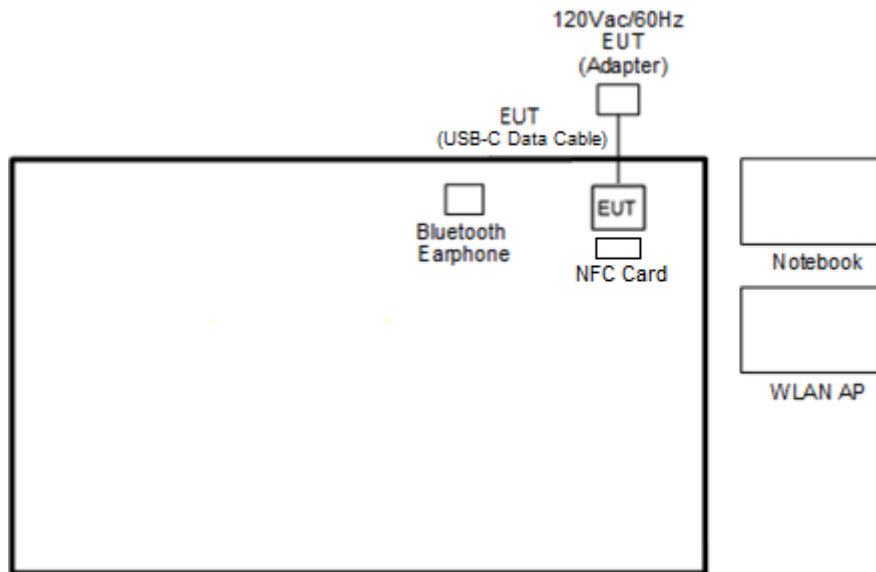 120Vac/60Hz
EUT
(Adapter)
EUT
(USB-C Data Cable)
EUT
Bluetooth
Earphone
NFC Card
Notebook
WLAN AP